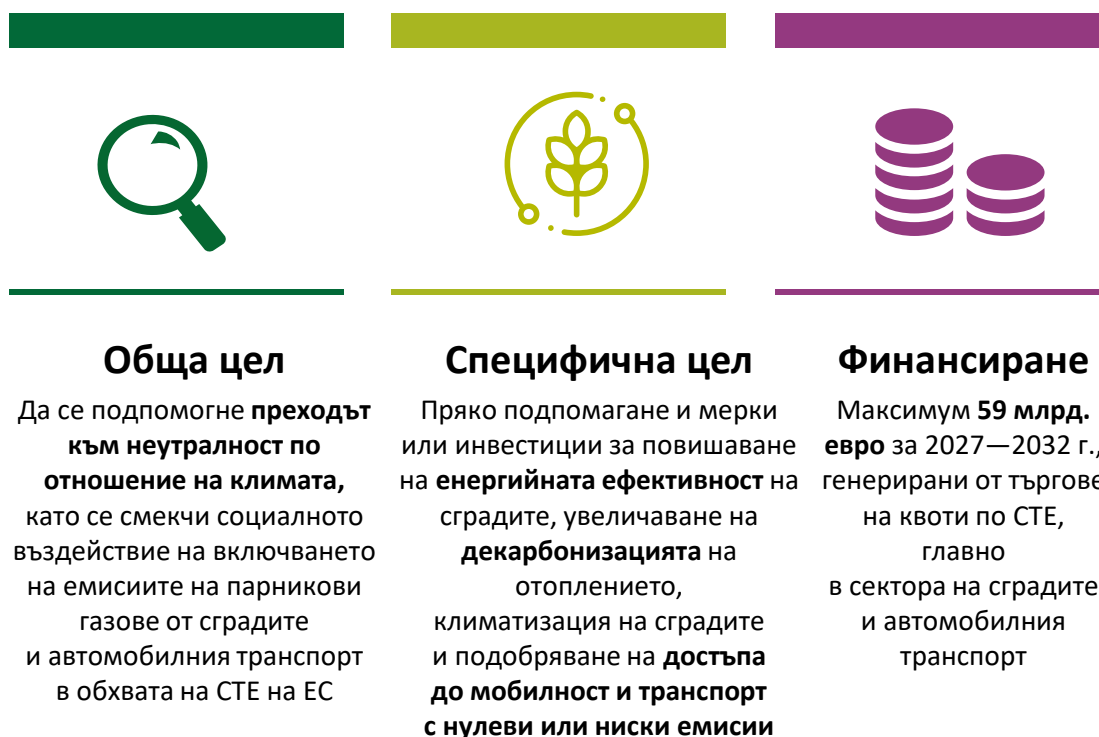 Обща цел
Да се подпомогне преходът
към неутралност по
отношение на климата,
като се смекчи социалното
въздействие на включването
на емисиите на парникови
газове от сградите
и автомобилния транспорт
в обхвата на СТЕ на ЕС
Специфична цел
Пряко подпомагане и мерки
или инвестиции за повишаване
на енергийната ефективност на
сградите, увеличаване на
декарбонизацията на
отоплението,
климатизация на сградите
и подобряване на достъпа
до мобилност и транспорт
с нулеви или ниски емисии
Финансиране
Максимум 59 млрд.
евро за 2027—2032 г.,
генерирани от търгове
на квоти по СТЕ,
главно
в сектора на сградите
и автомобилния
транспорт